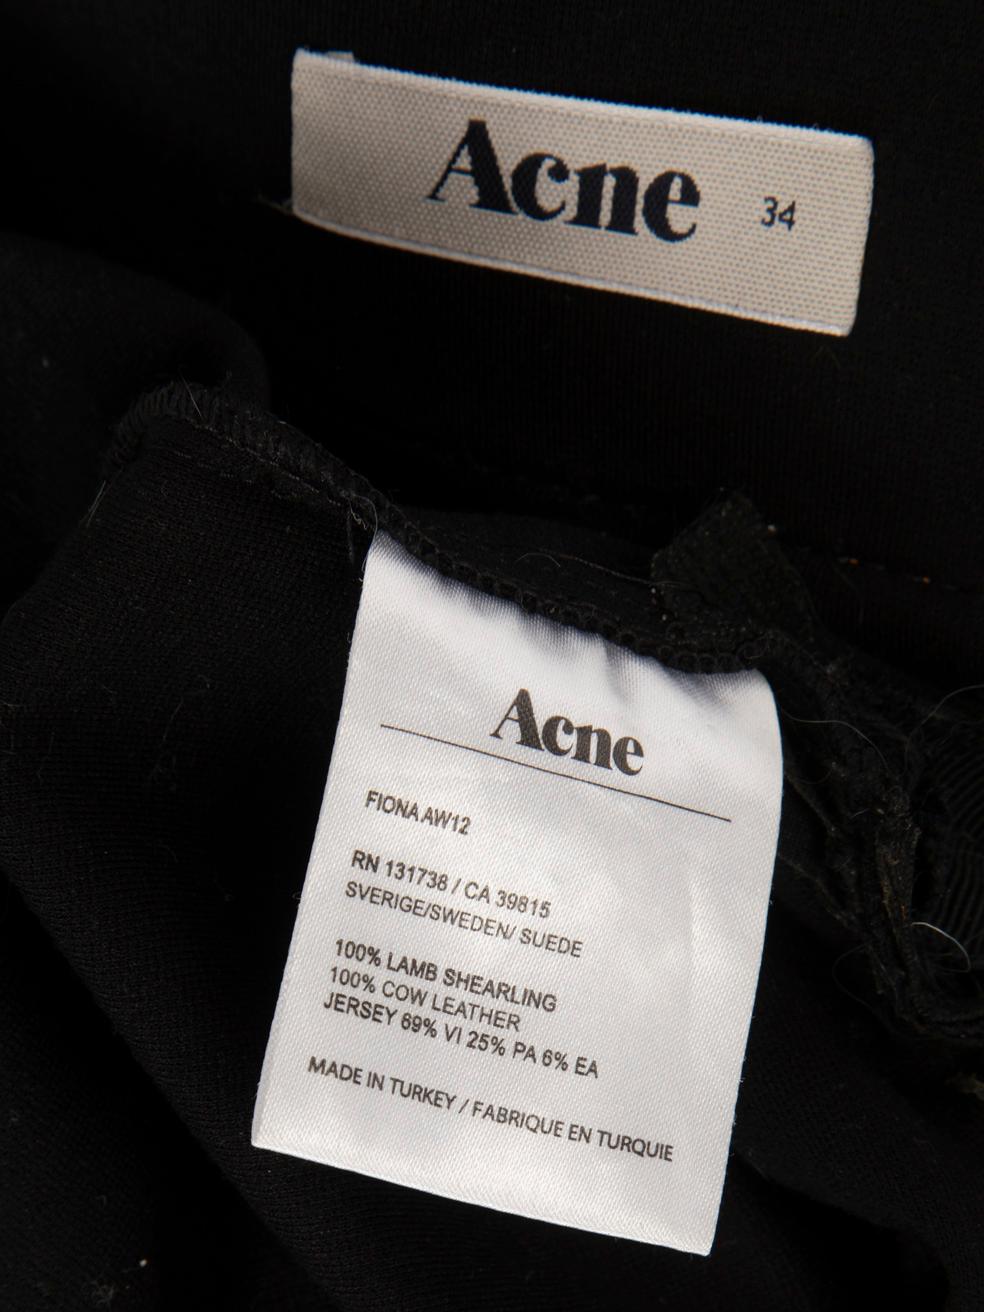 Acne 34
Acne
FIONA AW12
RN 131738 / CA 39815
SVERIGE/SWEDEN/ SUEDE
100% LAMB SHEARLING
100% COW LEATHER
JERSEY 69% VI 25% PA 6% EA
MADE IN TURKEY / FABRIQUE EN TURQUIE